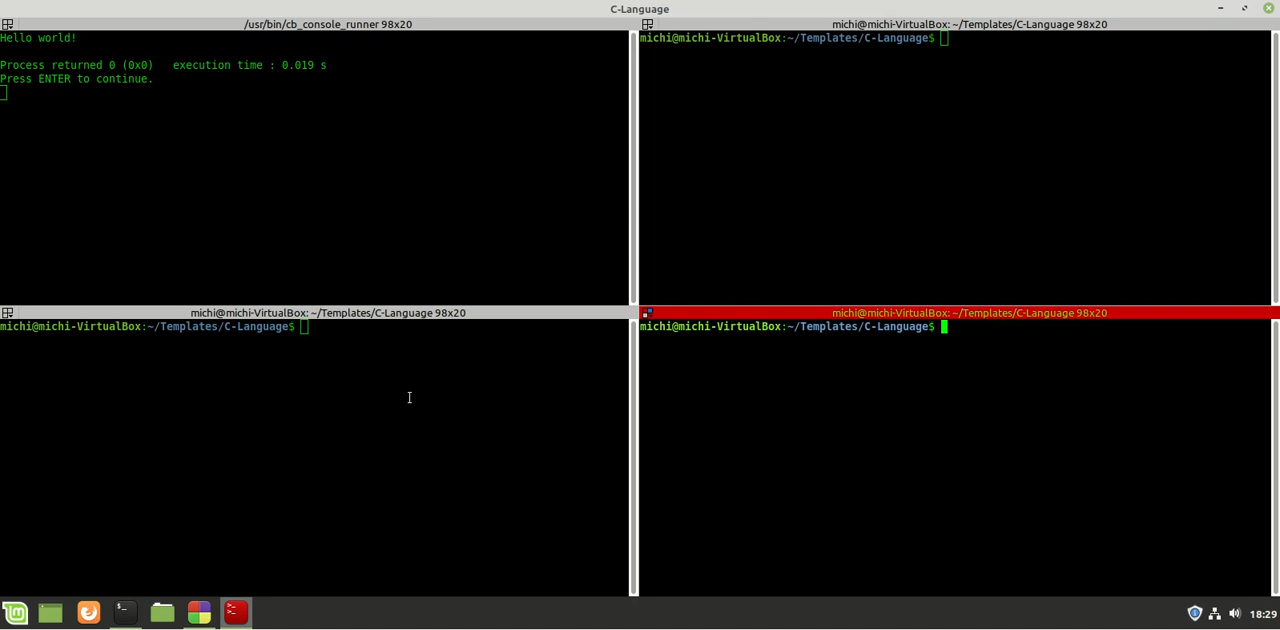 C-Language
/usr/bin/cb_console_runner 98x20
Hello world!
Process returned 0 (0x0)   execution time : 0.019 s
Press ENTER to continue.
michi@michi-VirtualBox: ~/Templates/C-Language 98x20
michi@michi-VirtualBox:~/Templates/C-Language$
michi@michi-VirtualBox: ~/Templates/C-Language 98x20
michi@michi-VirtualBox:~/Templates/C-Language$
michi@michi-VirtualBox: ~/Templates/C-Language 98x20
michi@michi-VirtualBox:~/Templates/C-Language$
18:29